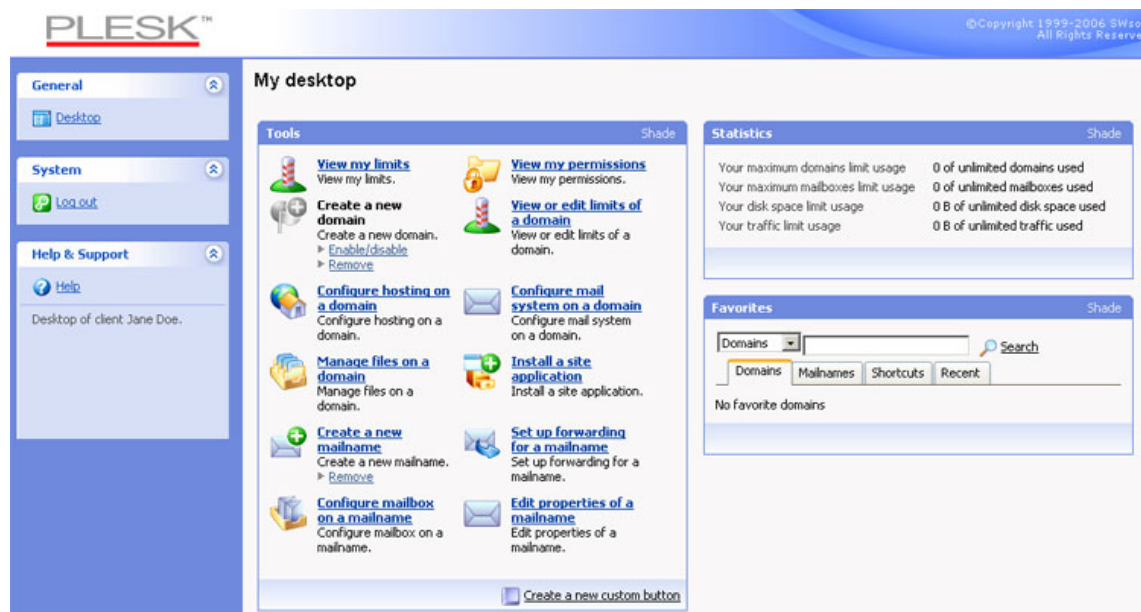 PLESK™
©Copyright 1999-2006 SWso
All Rights Reserve
General
Desktop
System
Log out
Help & Support
Help
Desktop of client Jane Doe.
My desktop
Tools Shade
View my limits
View my limits.
View my permissions
View my permissions.
Create a new
domain
Create a new domain.
Enable/disable
Remove
View or edit limits of
a domain
View or edit limits of a
domain.
Configure hosting on
a domain
Configure hosting on a
domain.
Configure mail
system on a domain
Configure mail system
on a domain.
Manage files on a
domain
Manage files on a
domain.
Install a site
application
Install a site application.
Create a new
mailname
Create a new mailname.
Remove
Set up forwarding
for a mailname
Set up forwarding for a
mailname.
Configure mailbox
on a mailname
Configure mailbox on a
mailname.
Edit properties of a
mailname
Edit properties of a
mailname.
Create a new custom button
Statistics Shade
Your maximum domains limit usage 0 of unlimited domains used
Your maximum mailboxes limit usage 0 of unlimited mailboxes used
Your disk space limit usage 0 B of unlimited disk space used
Your traffic limit usage 0 B of unlimited traffic used
Favorites Shade
Domains Search
Domains Mailnames Shortcuts Recent
No favorite domains